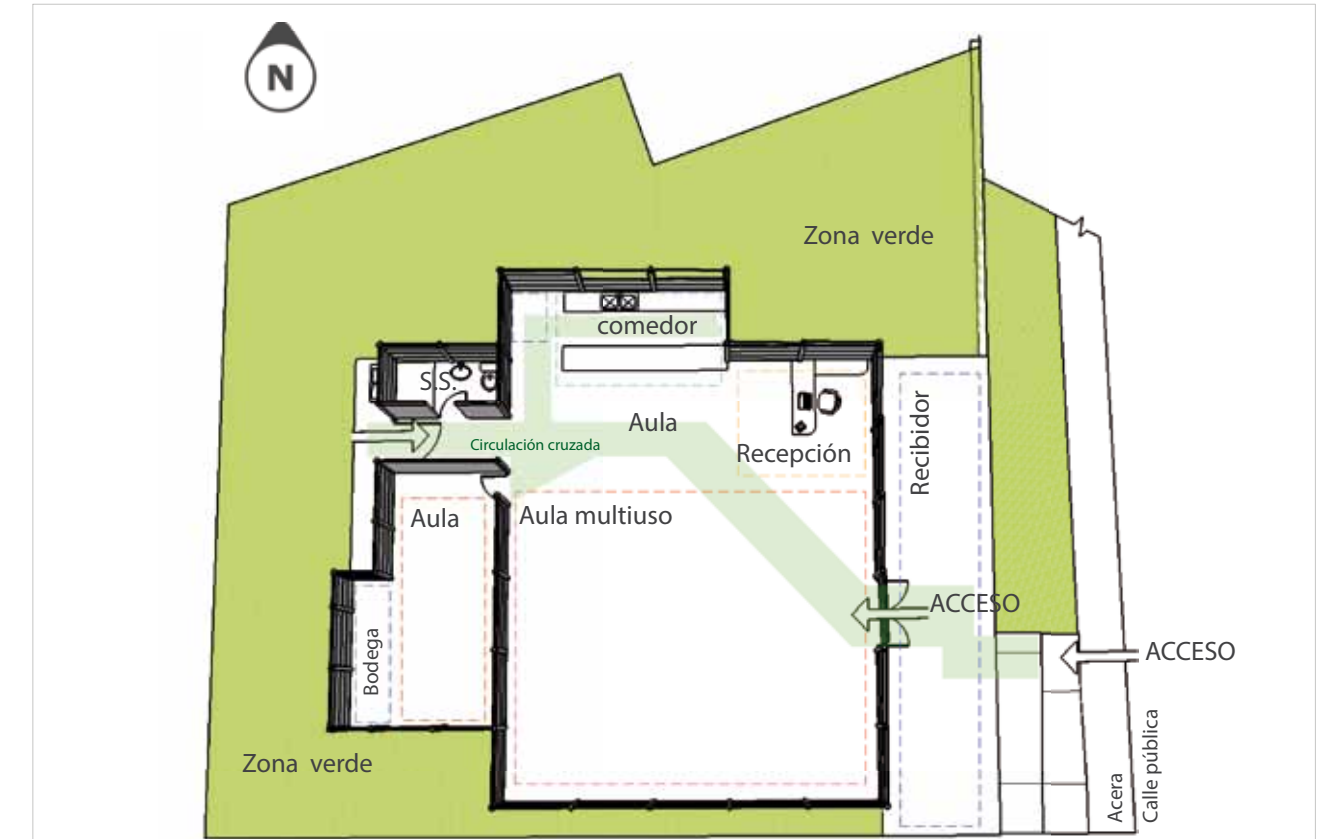 N
Zona verde
comedor
S.S.
Aula
Circulación cruzada
Recepción
Recibidor
Aula
Aula multiuso
ACCESO
ACCESO
Bodega
Zona verde
Acera
Calle pública